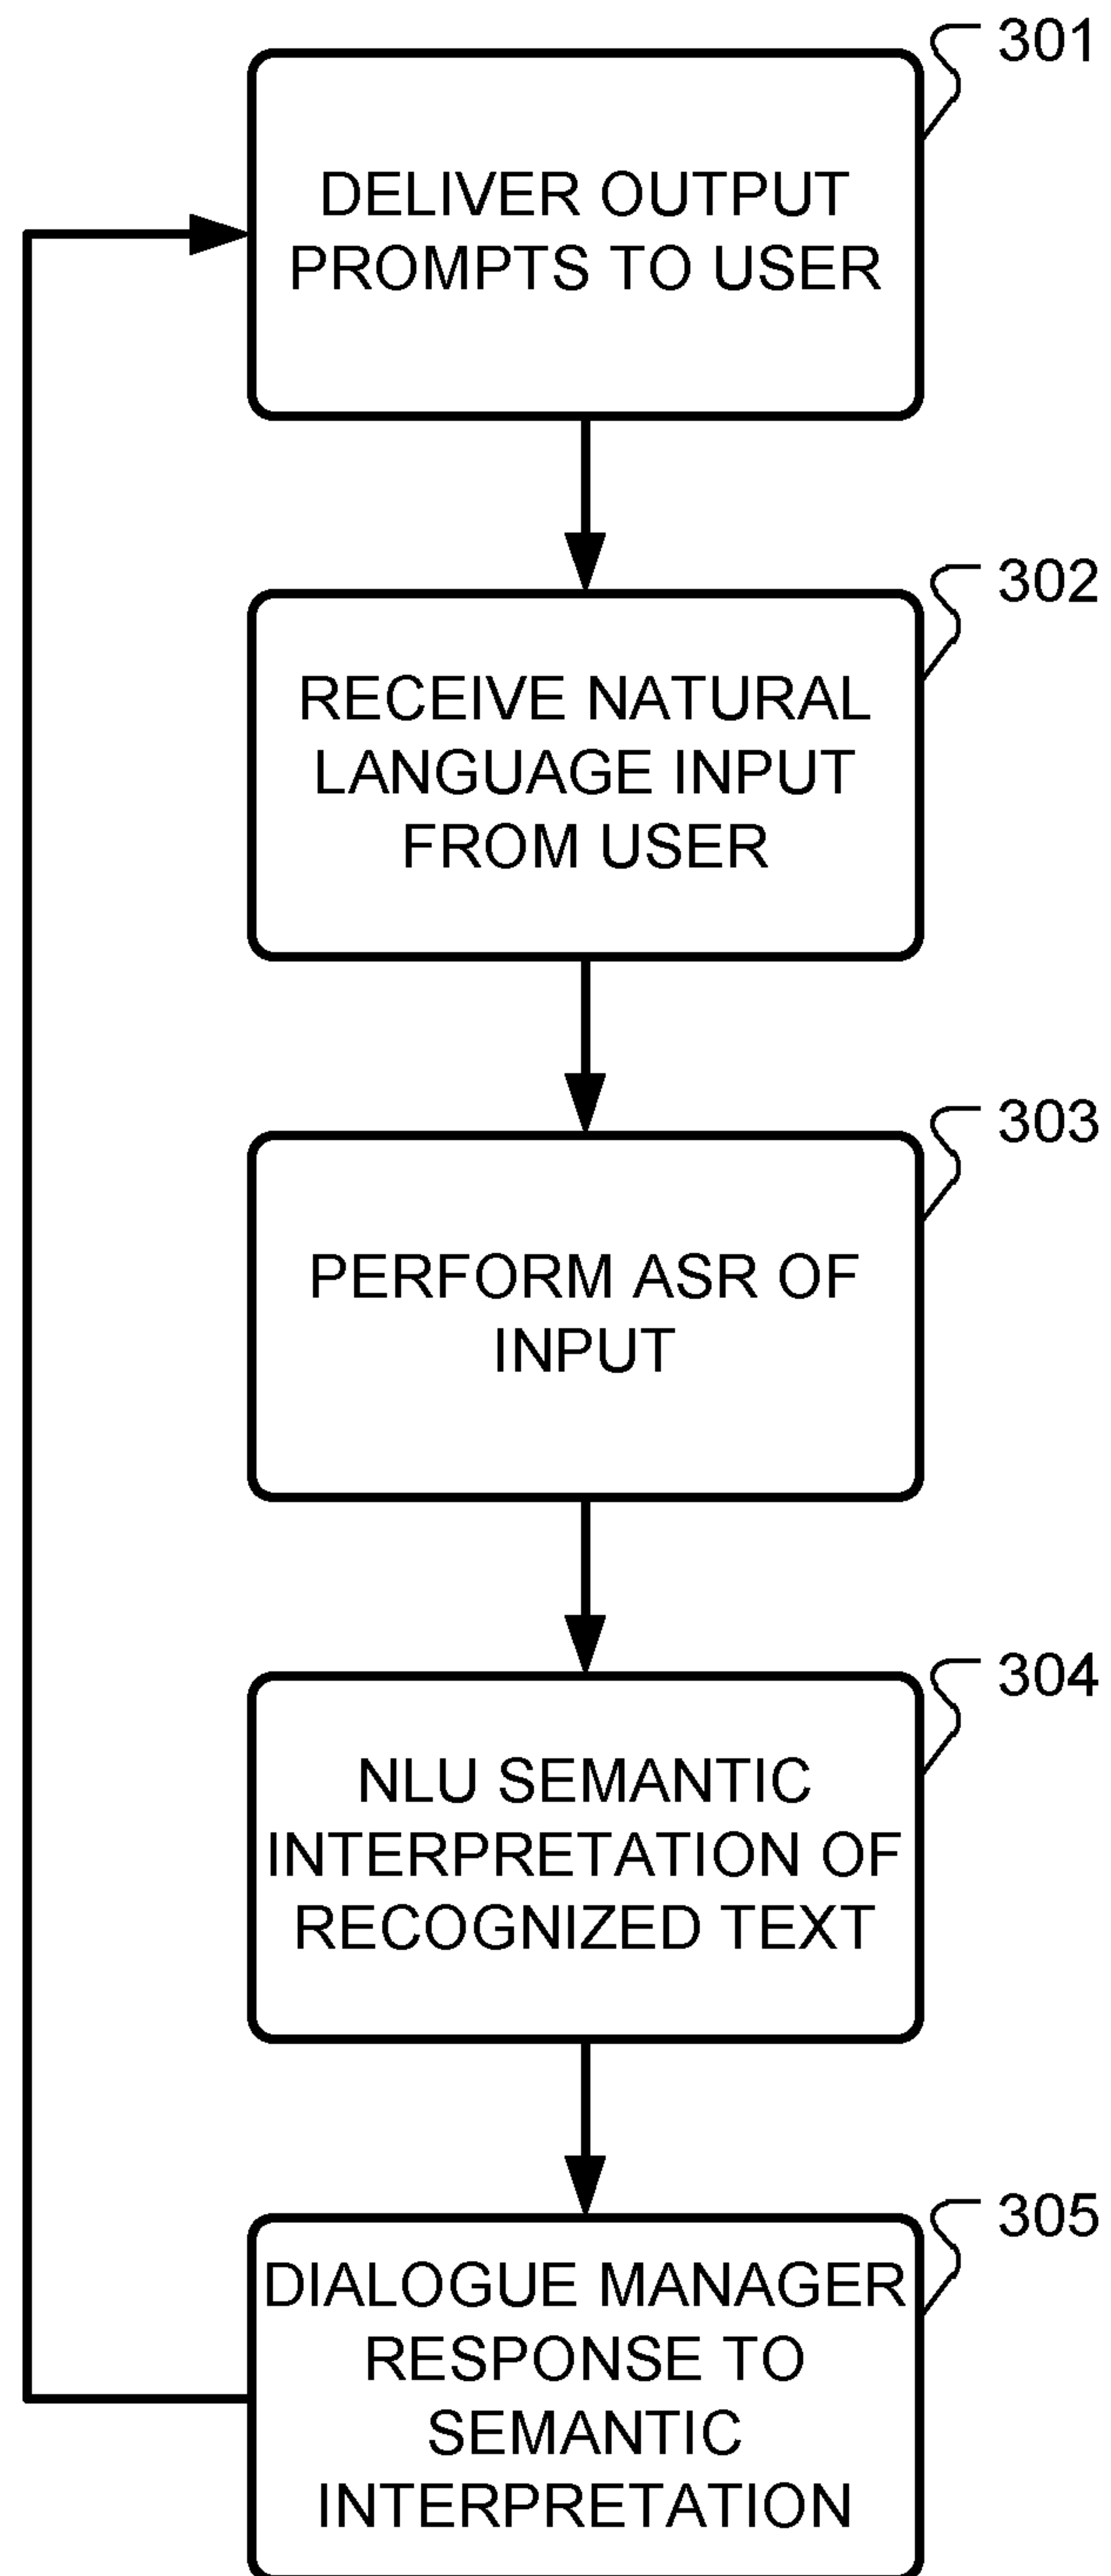 301
DELIVER OUTPUT
PROMPTS TO USER
302
RECEIVE NATURAL
LANGUAGE INPUT
FROM USER
303
PERFORM ASR OF
INPUT
304
NLU SEMANTIC
INTERPRETATION OF
RECOGNIZED TEXT
305
DIALOGUE MANAGER
RESPONSE TO
SEMANTIC
INTERPRETATION